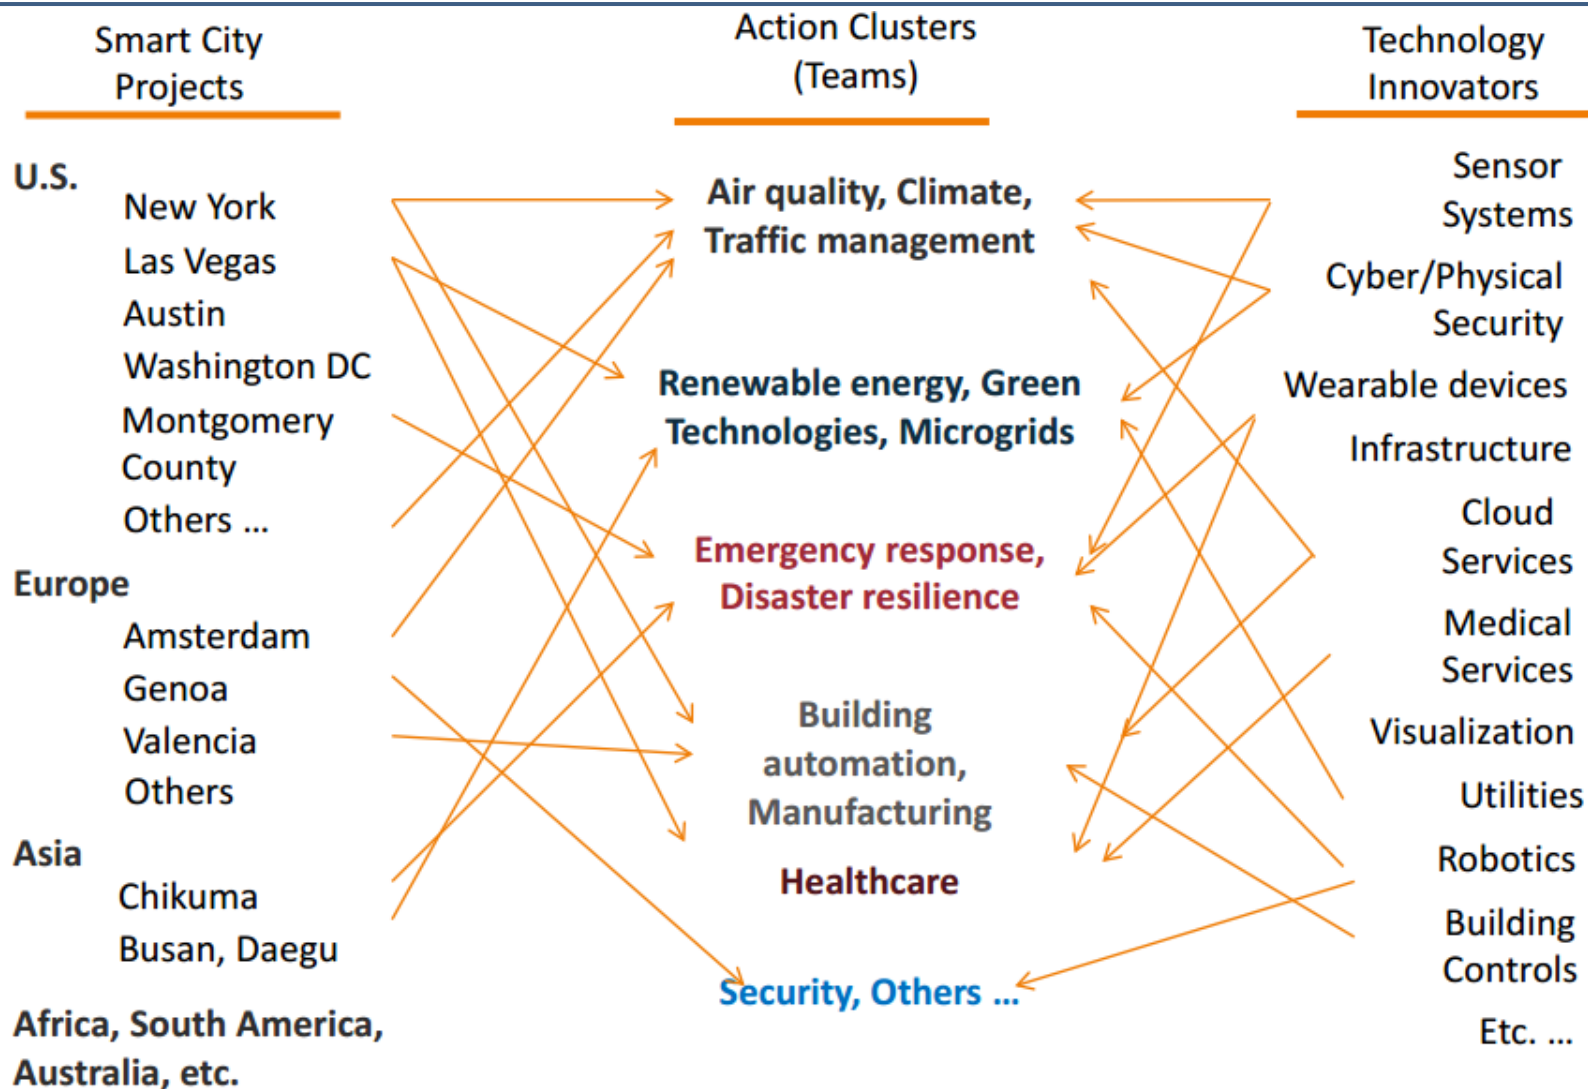 Smart City
Projects
U.S.
New York
Las Vegas
Austin
Washington DC
Montgomery
County
Others ...
Europe
Amsterdam
Genoa
Valencia
Others
Asia
Chikuma
Busan, Daegu
Africa, South America,
Australia, etc.
Action Clusters
(Teams)
Air quality, Climate,
Traffic management
Renewable energy, Green
Technologies, Microgrids
Emergency response,
Disaster resilience
Building
automation,
Manufacturing
Healthcare
Security, Others ...
Technology
Innovators
Sensor
Systems
Cyber/Physical
Security
Wearable devices
Infrastructure
Cloud
Services
Medical
Services
Visualization
Utilities
Robotics
Building
Controls
Etc. ...